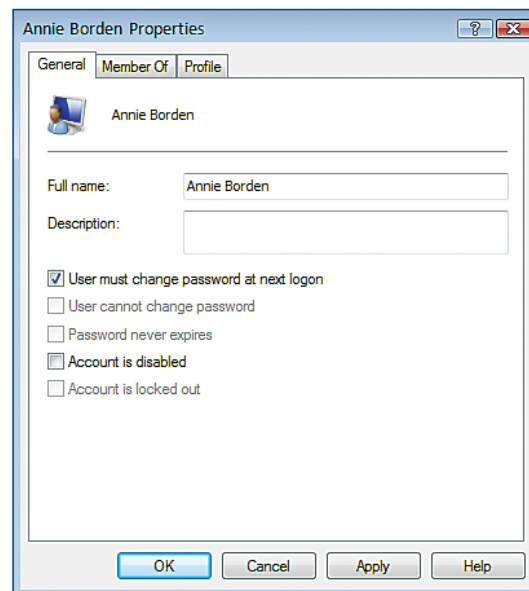 Annie Borden Properties
General Member Of Profile
Annie Borden
Full name: Annie Borden
Description:
User must change password at next logon
User cannot change password
Password never expires
Account is disabled
Account is locked out
OK Cancel Apply Help